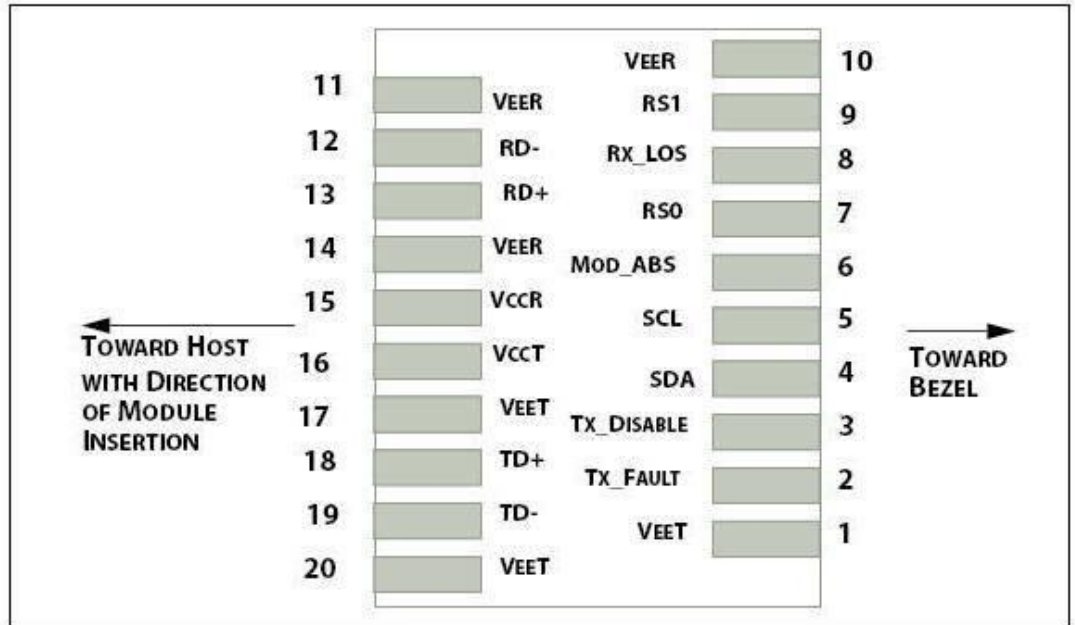 11 VEER
12 RD-
13 RD+
14 VEER
15 VCCR
16 VCCT
17 VEET
18 TD+
19 TD-
20 VEET
VEER 10
RS1 9
RX_LOS 8
RS0 7
MOD_ABS 6
SCL 5
SDA 4
TX_DISABLE 3
TX_FAULT 2
VEET 1
TOWARD HOST
WITH DIRECTION
OF MODULE
INSERTION
TOWARD
BEZEL